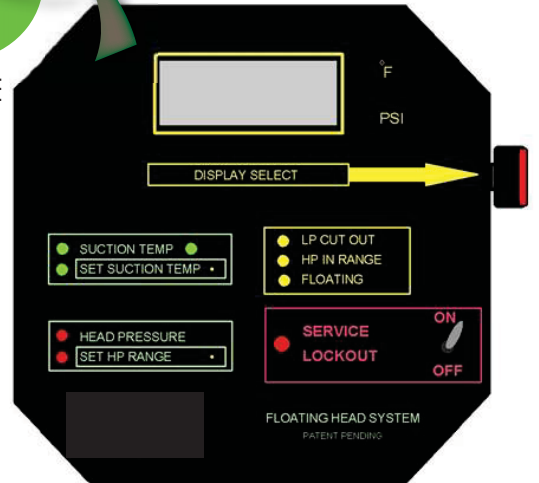 °F
PSI
DISPLAY SELECT
SUCTION TEMP
SET SUCTION TEMP
LP CUT OUT
HP IN RANGE
FLOATING
HEAD PRESSURE
SET HP RANGE
SERVICE
LOCKOUT
ON
OFF
FLOATING HEAD SYSTEM
PATENT PENDING